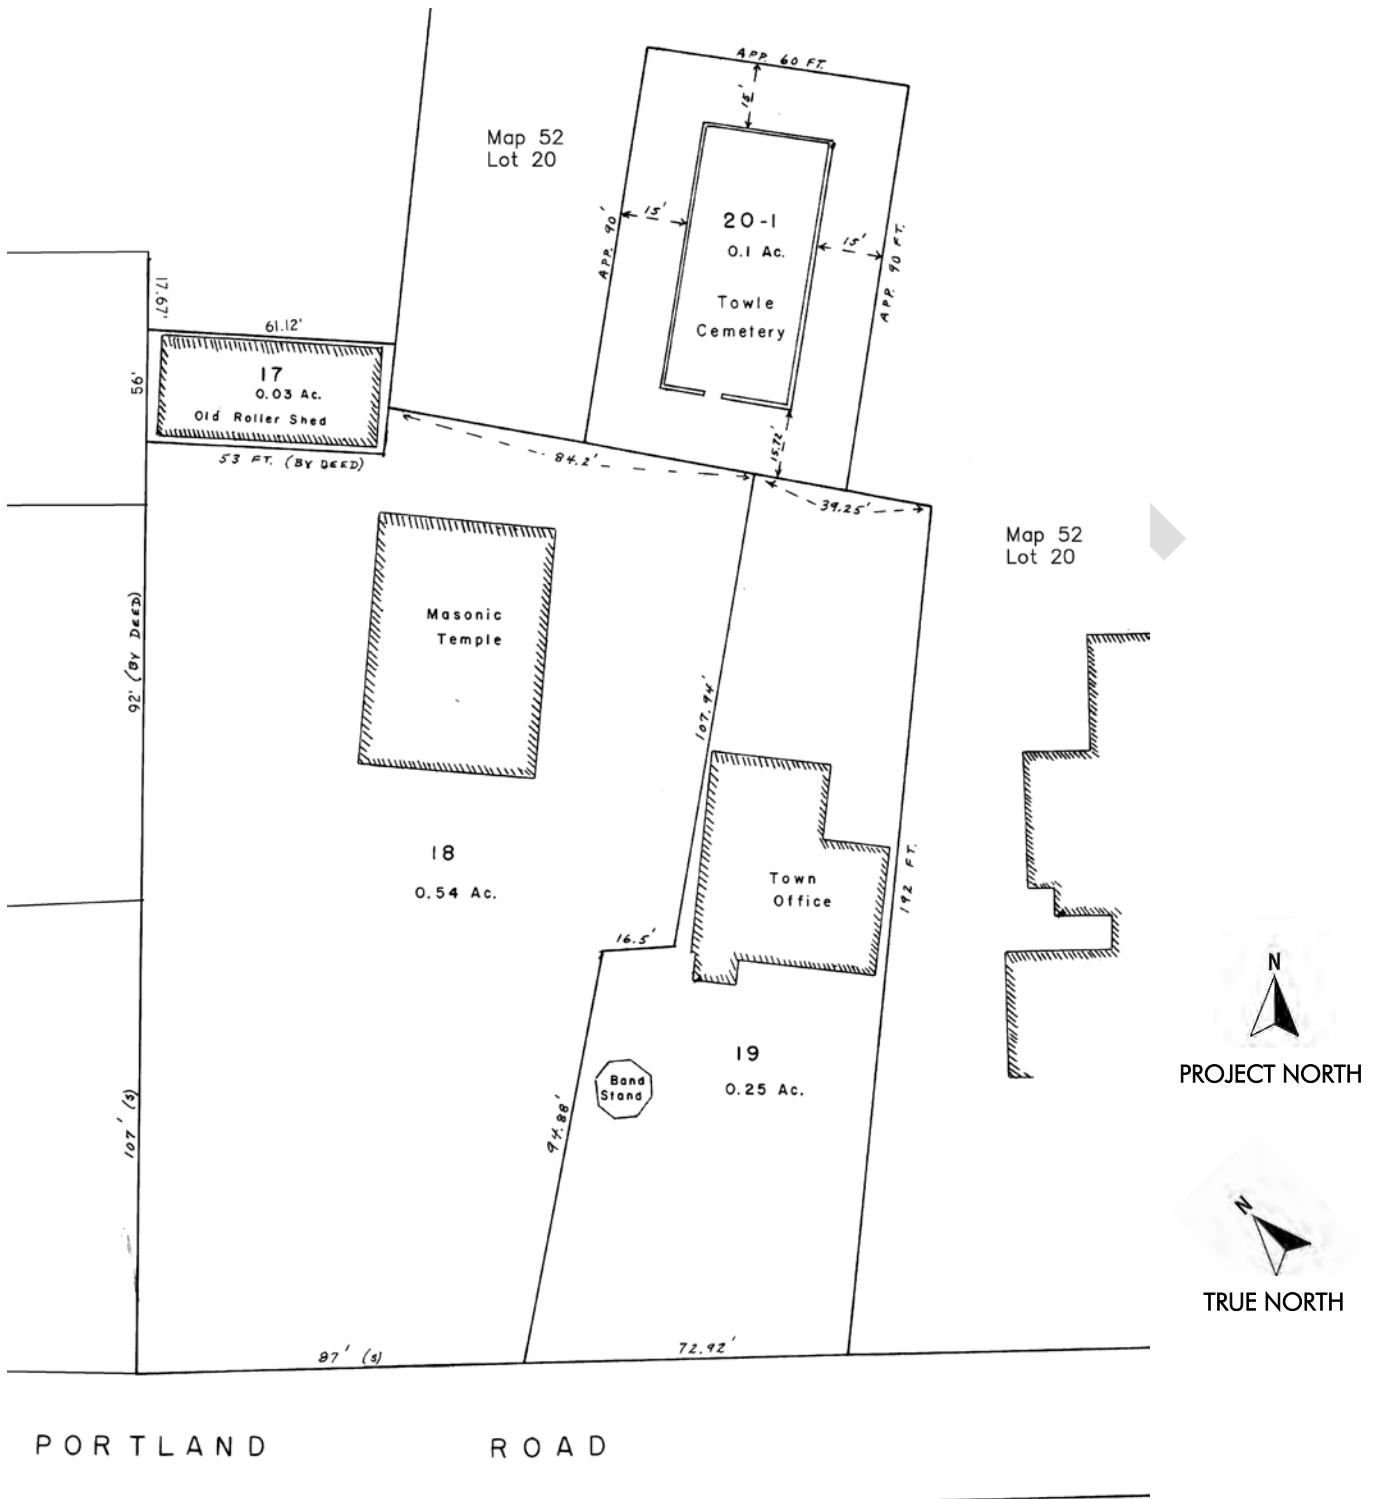 APP. 60 FT.
15'
Map 52
Lot 20
APP. 90'
15'
20-1
0.1 Ac.
15'
APP. 90 FT.
Towle
Cemetery
17.67'
61.12'
56'
17
0.03 Ac.
Old Roller Shed
53 FT. (BY DEED)
84.2'
15.72'
39.25'
Map 52
Lot 20
92' (BY DEED)
Masonic
Temple
107.94'
18
0.54 Ac.
Town
Office
192 FT.
16.5'
N
PROJECT NORTH
19
0.25 Ac.
Band
Stand
94.88'
107' (S)
N
TRUE NORTH
87' (S)
72.92'
PORTLAND ROAD